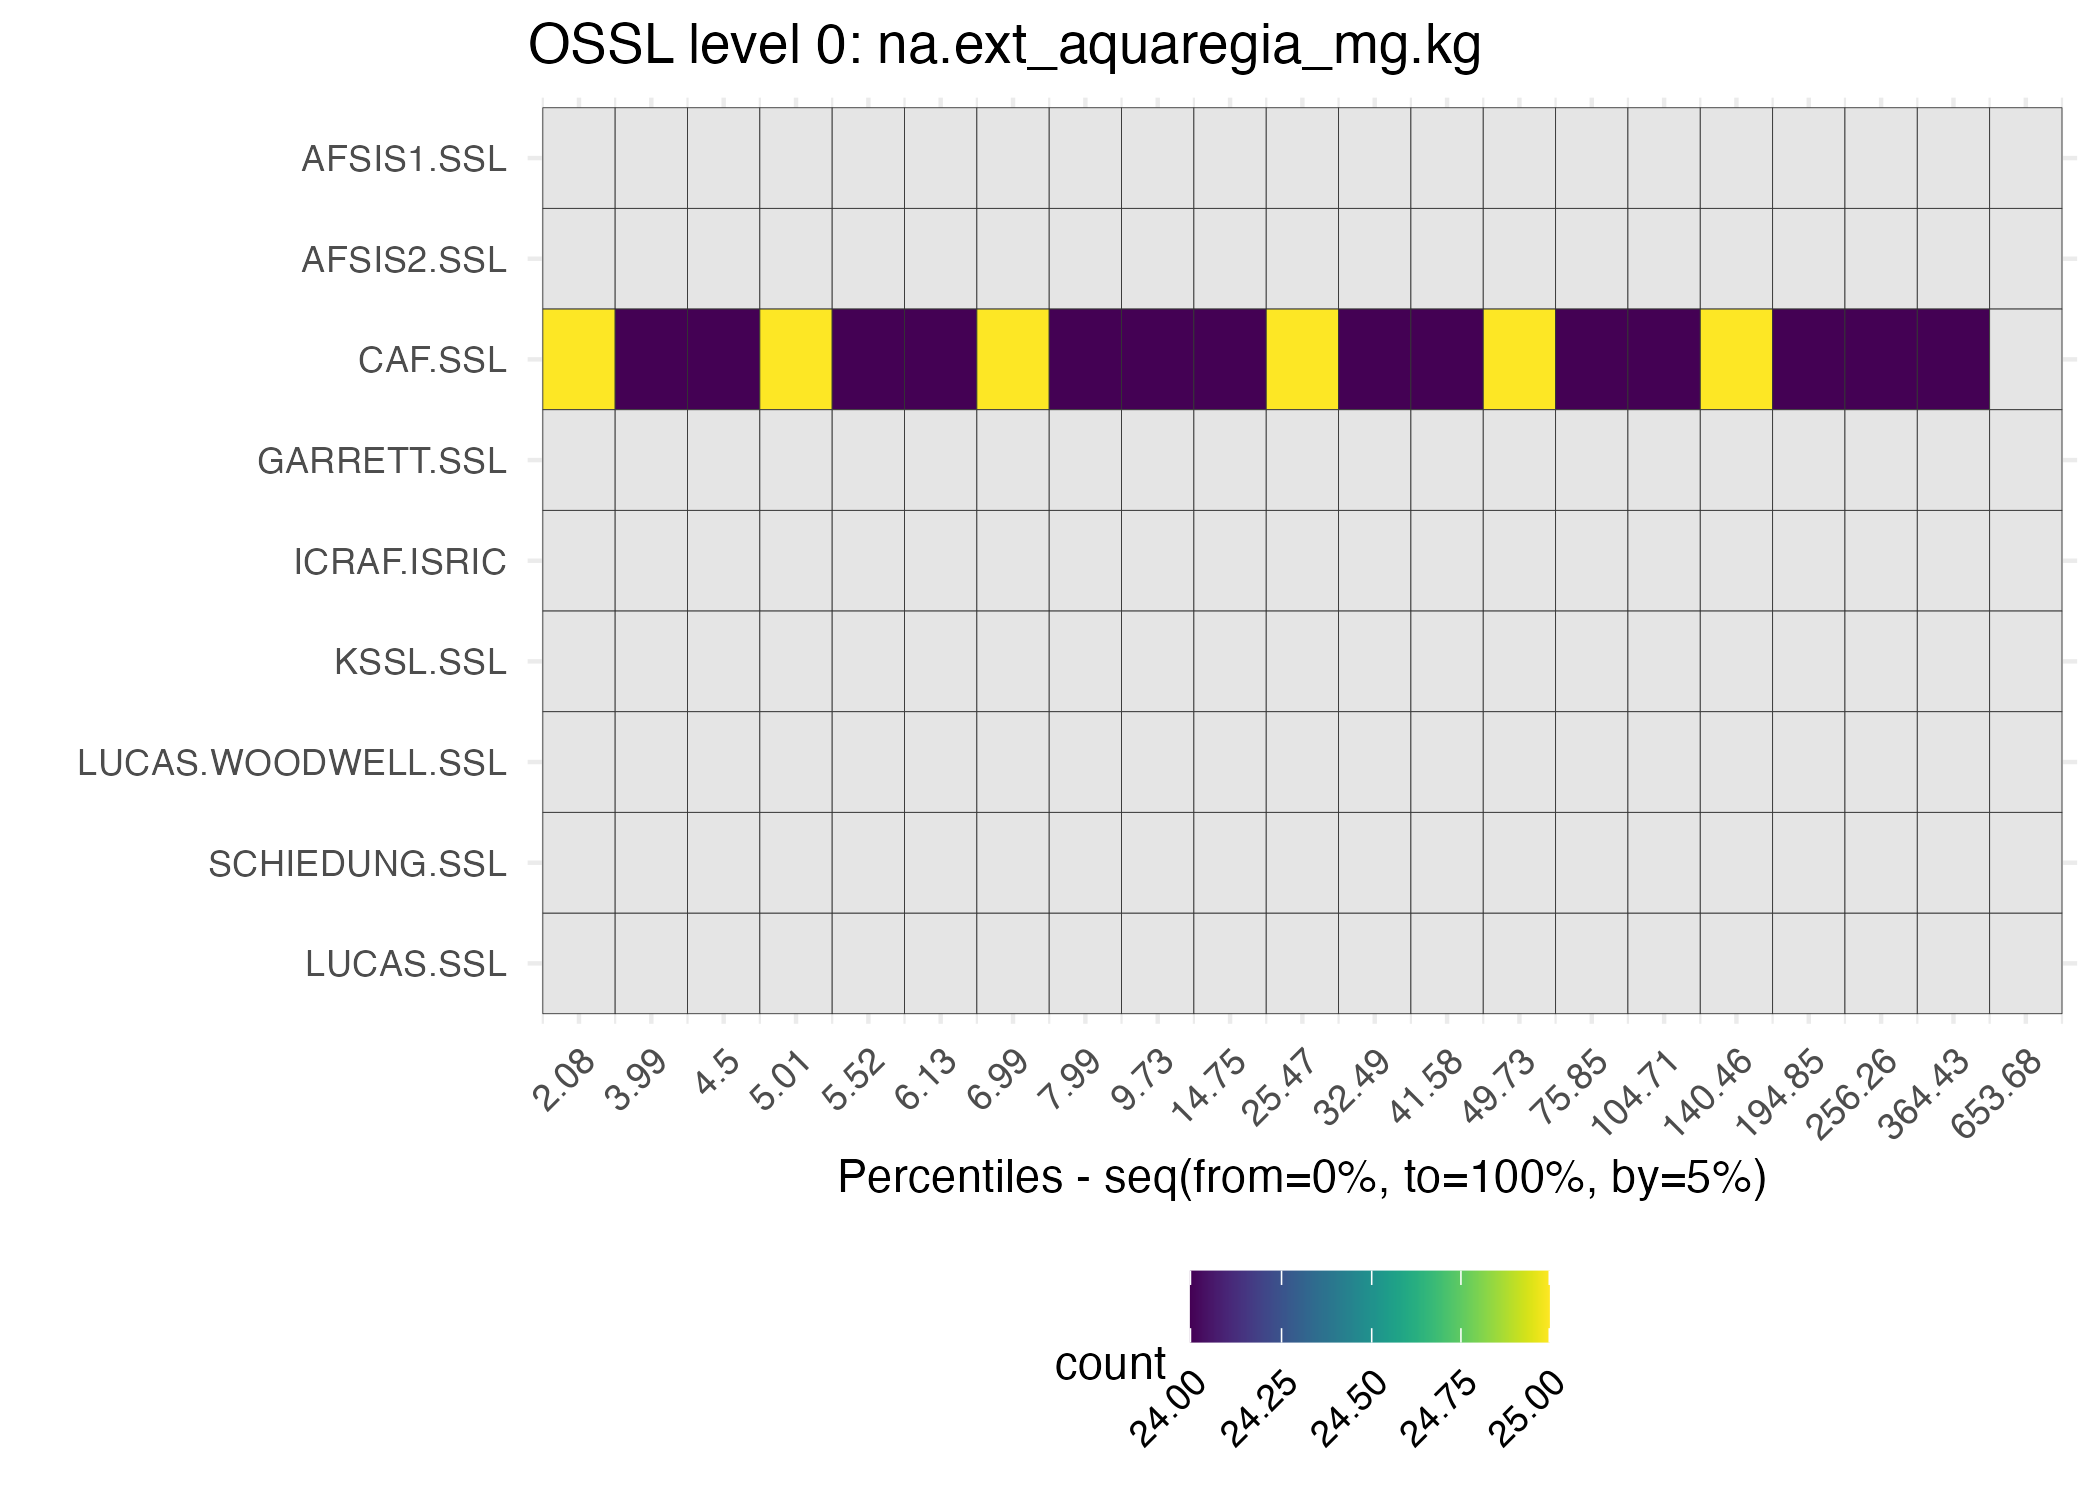 OSSL level 0: na.ext_aquaregia_mg.kg
AFSIS1.SSL
AFSIS2.SSL
CAF.SSL
GARRETT.SSL
ICRAF.ISRIC
KSSL.SSL
LUCAS.WOODWELL.SSL
SCHIEDUNG.SSL
LUCAS.SSL
2.08 3.99 4.5 5.01 5.52 6.13 6.99 7.99 9.73 14.75 25.47 32.49 41.58 49.73 75.85 104.71 140.46 194.85 256.26 364.43 653.68
Percentiles - seq(from=0%, to=100%, by=5%)
count
24.00 24.25 24.50 24.75 25.00